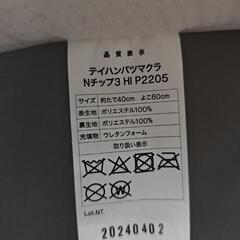 品質表示
テイハンパツマクラ
Nチップ3 HI P2205
サイズ：約たて40cm よこ60cm
表生地：ポリエステル100%
裏生地：ポリエステル100%
充填物：ウレタンフォーム
取り扱い表示
Lot.NT.
20240402